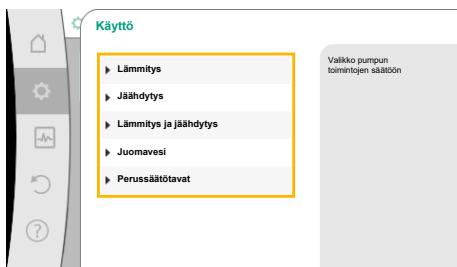 Käyttö
Lämmitys
Jäähdytys
Lämmitys ja jäähdytys
Juomavesi
Perussäätötavat
Valikko pumpun
toimintojen säätöön
?